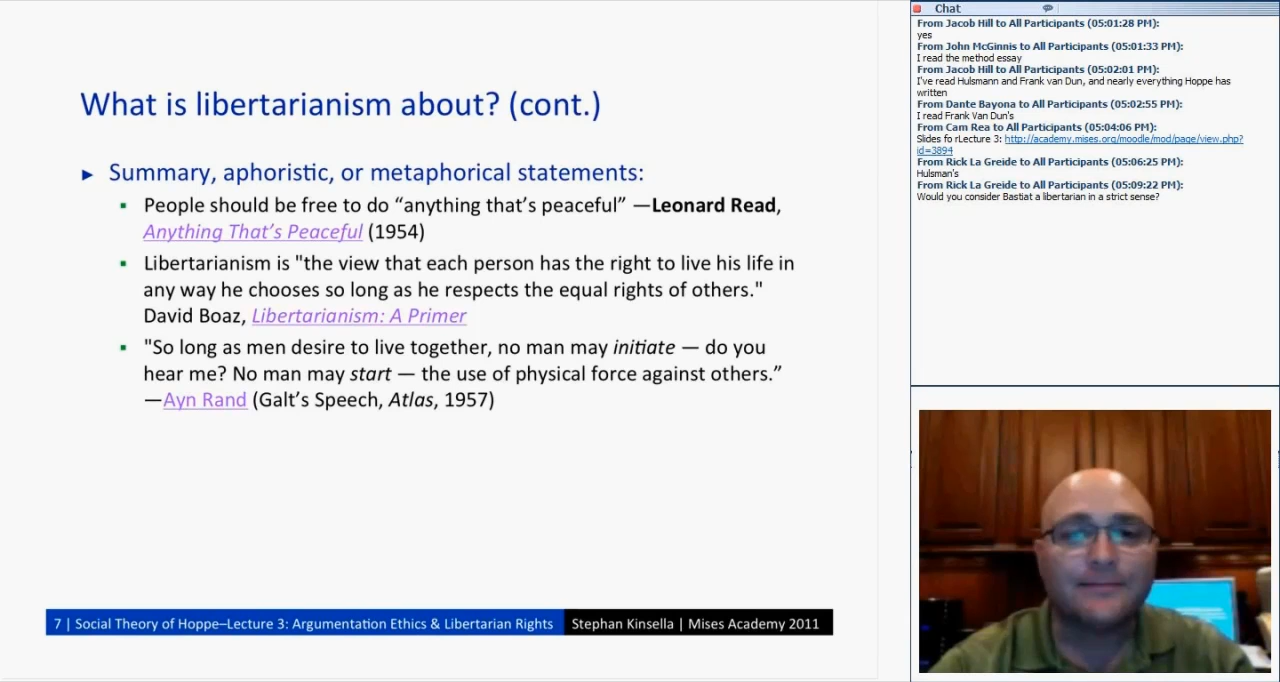 What is libertarianism about? (cont.)
► Summary, aphoristic, or metaphorical statements:
▪ People should be free to do “anything that’s peaceful” —Leonard Read,
Anything That’s Peaceful (1954)
▪ Libertarianism is "the view that each person has the right to live his life in
any way he chooses so long as he respects the equal rights of others."
David Boaz, Libertarianism: A Primer
▪ "So long as men desire to live together, no man may initiate — do you
hear me? No man may start — the use of physical force against others.”
—Ayn Rand (Galt’s Speech, Atlas, 1957)
7 | Social Theory of Hoppe–Lecture 3: Argumentation Ethics & Libertarian Rights Stephan Kinsella | Mises Academy 2011
Chat
From Jacob Hill to All Participants (05:01:28 PM):
yes
From John McGinnis to All Participants (05:01:33 PM):
I read the method essay
From Jacob Hill to All Participants (05:02:01 PM):
I've read Hulsmann and Frank van Dun, and nearly everything Hoppe has
written
From Dante Bayona to All Participants (05:02:55 PM):
I read Frank Van Dun's
From Cam Rea to All Participants (05:04:06 PM):
Slides fo rLecture 3: http://academy.mises.org/moodle/mod/page/view.php?
id=3894
From Rick La Greide to All Participants (05:06:25 PM):
Hulsman's
From Rick La Greide to All Participants (05:09:22 PM):
Would you consider Bastiat a libertarian in a strict sense?